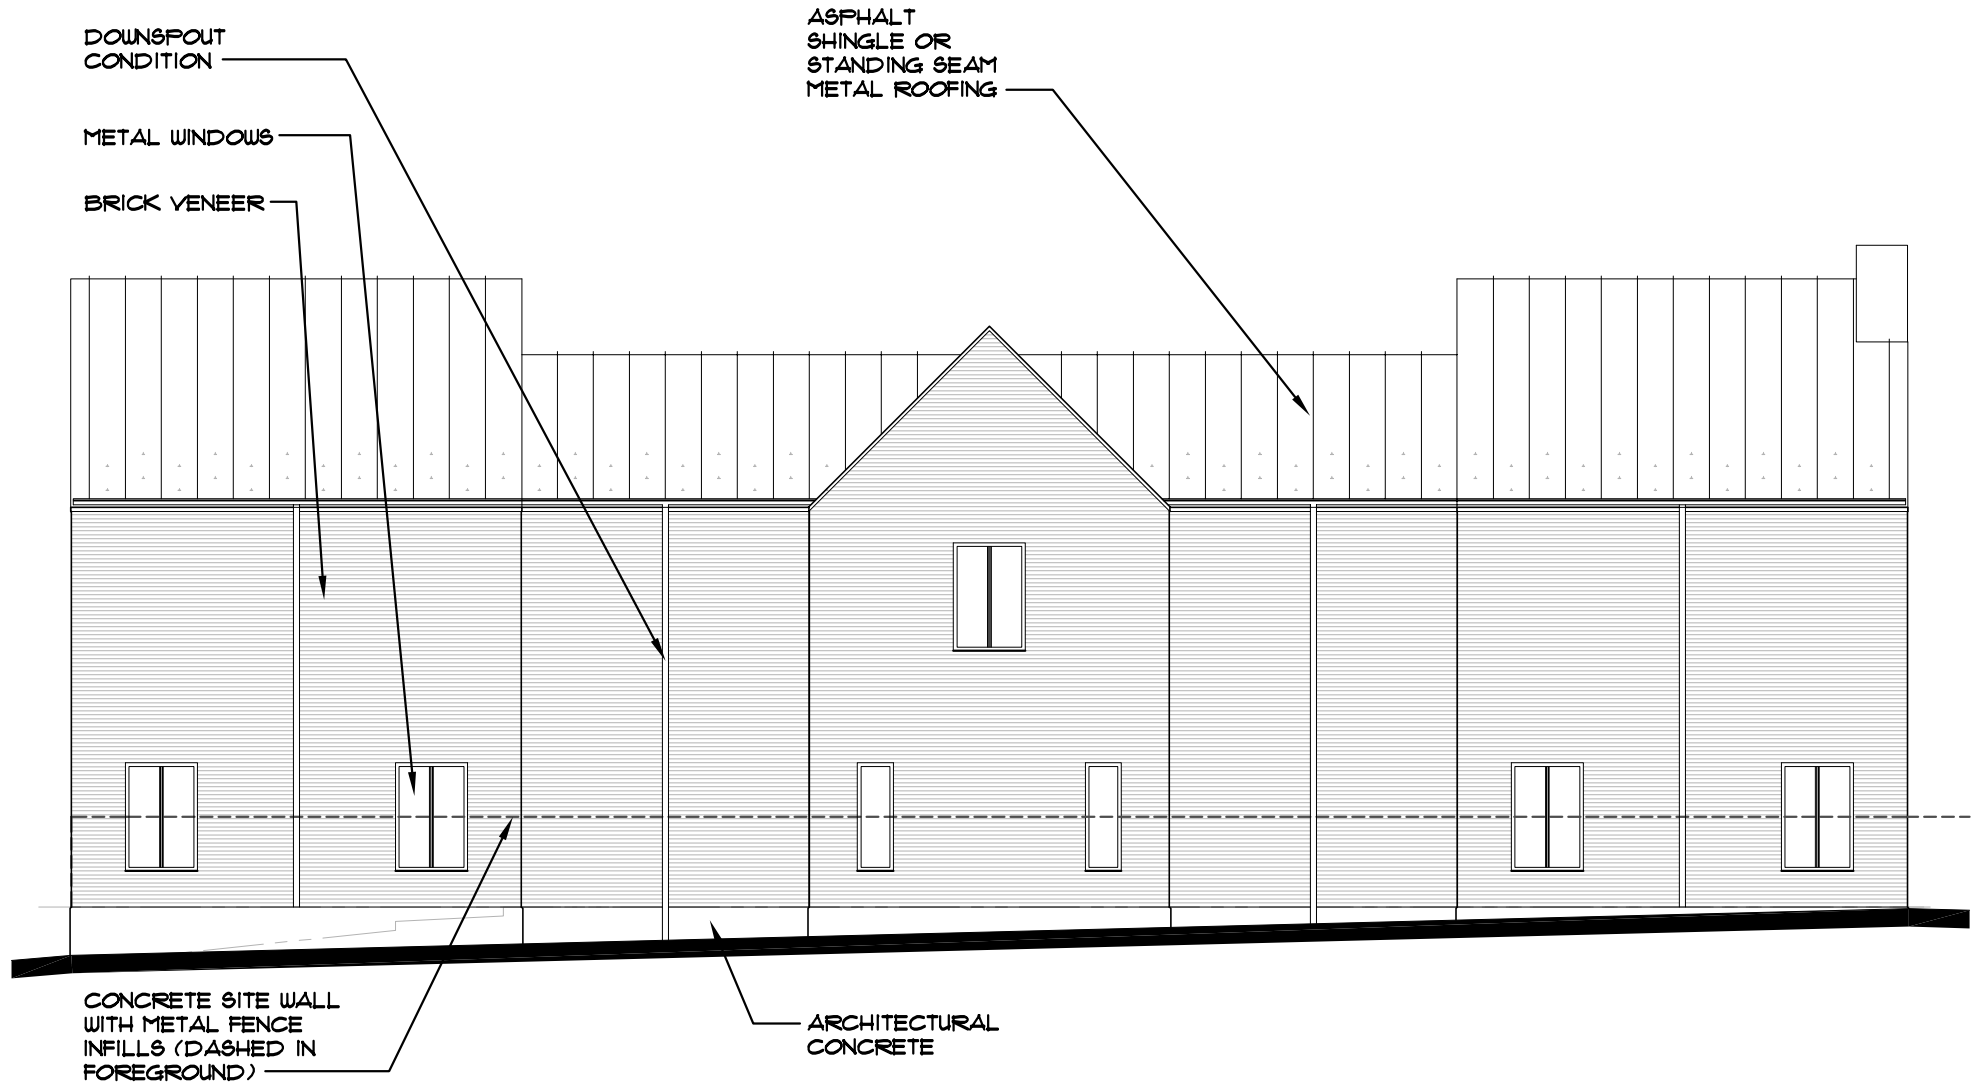 DOWNSPOUT
CONDITION
METAL WINDOWS
BRICK VENEER
ASPHALT
SHINGLE OR
STANDING SEAM
METAL ROOFING
CONCRETE SITE WALL
WITH METAL FENCE
INFILLS (DASHED IN
FOREGROUND)
ARCHITECTURAL
CONCRETE